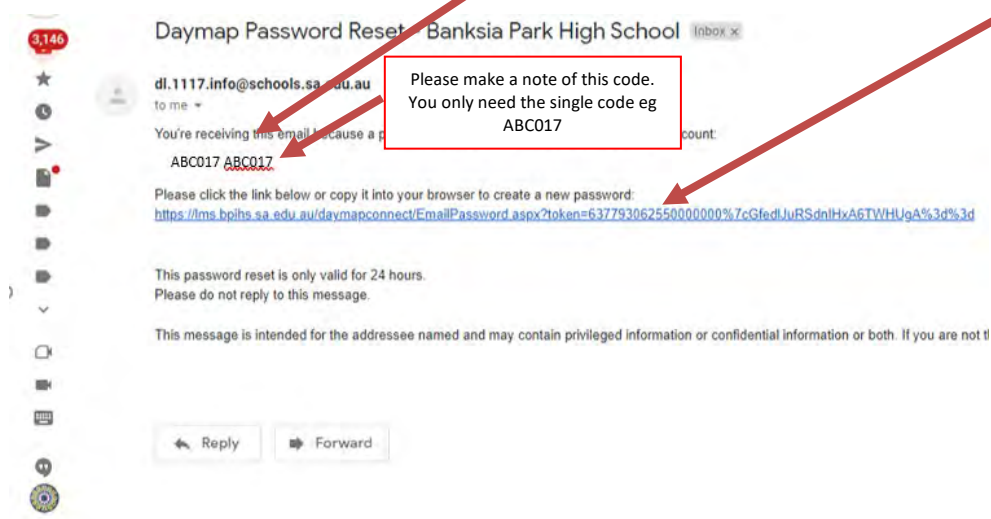 3,146
Daymap Password Reset - Banksia Park High School Inbox x
dl.1117.info@schools.sa.edu.au
to me
Please make a note of this code.
You only need the single code eg
ABC017
You're receiving this email because a p count:
ABC017 ABC017
Please click the link below or copy it into your browser to create a new password:
https://lms.bpihs.sa.edu.au/daymapconnect/EmailPassword.aspx?token=637793062550000000%7cGfedIJuRSdnIHxA6TWHUgA%3d%3d
This password reset is only valid for 24 hours.
Please do not reply to this message.
This message is intended for the addressee named and may contain privileged information or confidential information or both. If you are not t
Reply
Forward